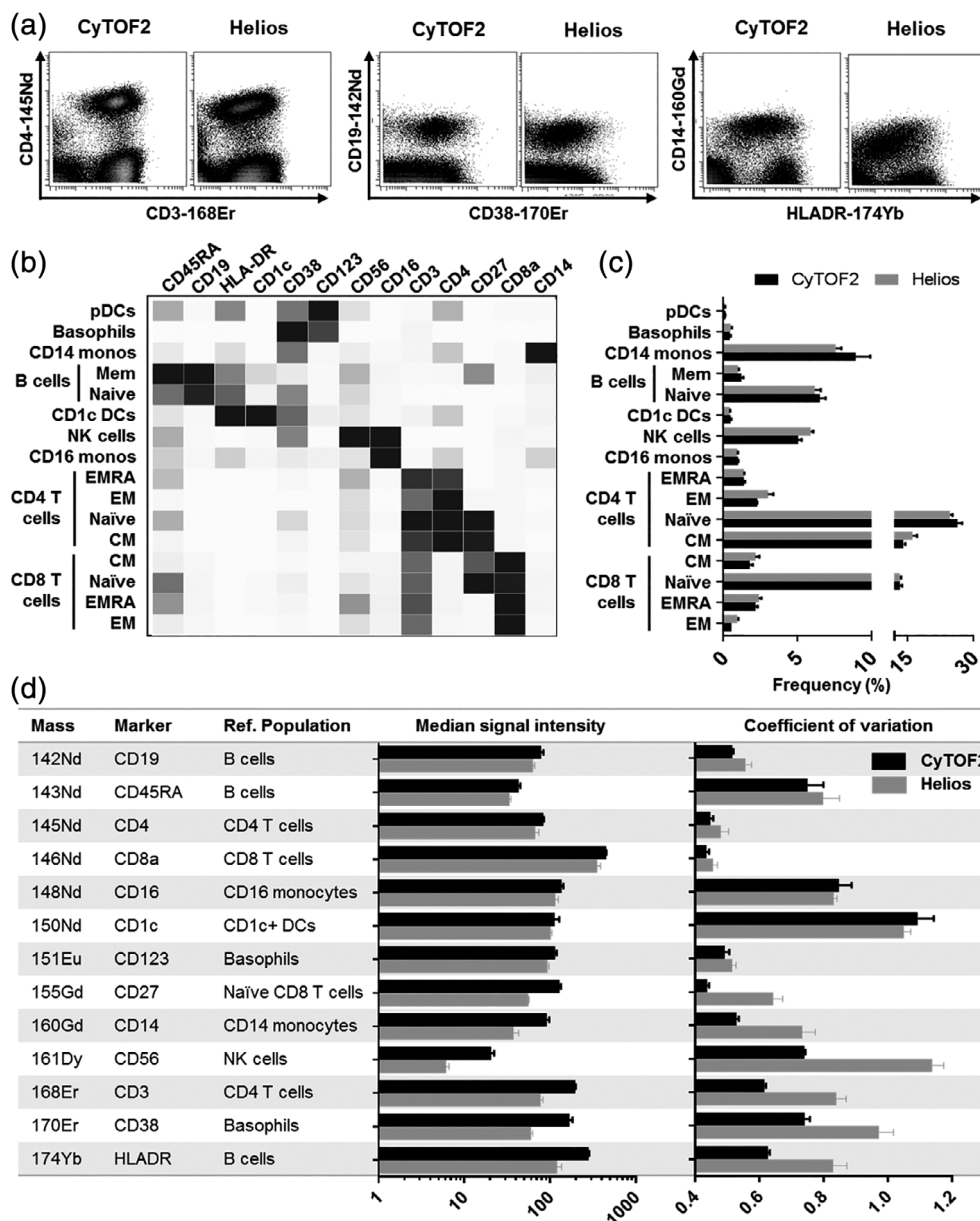 (a)
CyTOF2 Helios CyTOF2 Helios CyTOF2 Helios
CD4-145Nd
CD3-168Er
CD19-142Nd
CD38-170Er
CD14-160Gd
HLADR-174Yb
(b)
CD45RA CD19 HLA-DR CD1c CD38 CD123 CD56 CD16 CD3 CD4 CD27 CD8a CD14
pDCs
Basophils
CD14 monos
B cells
Mem
Naive
CD1c DCs
NK cells
CD16 monos
CD4 T cells
EMRA
EM
Naïve
CM
CD8 T cells
CM
Naïve
EMRA
EM
(c)
CyTOF2 Helios
pDCs
Basophils
CD14 monos
B cells
Mem
Naive
CD1c DCs
NK cells
CD16 monos
CD4 T cells
EMRA
EM
Naïve
CM
CD8 T cells
CM
Naïve
EMRA
EM
0 5 10 15 30
Frequency (%)
(d)
Mass Marker Ref. Population Median signal intensity Coefficient of variation
CyTOF2
Helios
142Nd CD19 B cells
143Nd CD45RA B cells
145Nd CD4 CD4 T cells
146Nd CD8a CD8 T cells
148Nd CD16 CD16 monocytes
150Nd CD1c CD1c+ DCs
151Eu CD123 Basophils
155Gd CD27 Naïve CD8 T cells
160Gd CD14 CD14 monocytes
161Dy CD56 NK cells
168Er CD3 CD4 T cells
170Er CD38 Basophils
174Yb HLADR B cells
1 10 100 1000
0.4 0.6 0.8 1.0 1.2